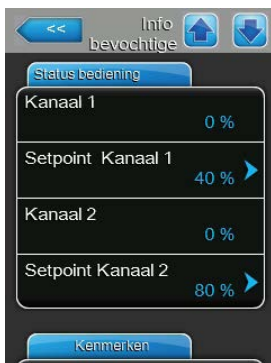 <<
Info
bevochtige
Status bediening
Kanaal 1
0 %
Setpoint Kanaal 1
40 %
Kanaal 2
0 %
Setpoint Kanaal 2
80 %
Kenmerken